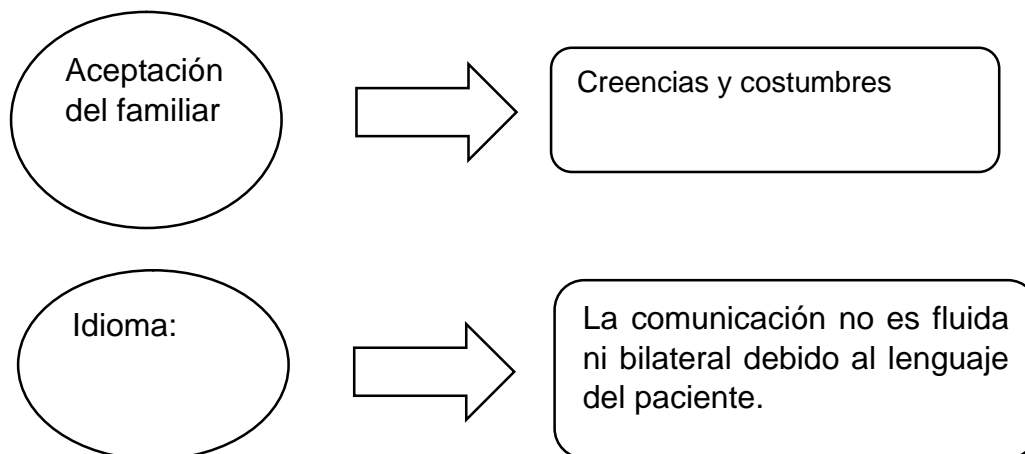 Aceptación
del familiar
Creencias y costumbres
Idioma:
La comunicación no es fluida
ni bilateral debido al lenguaje
del paciente.